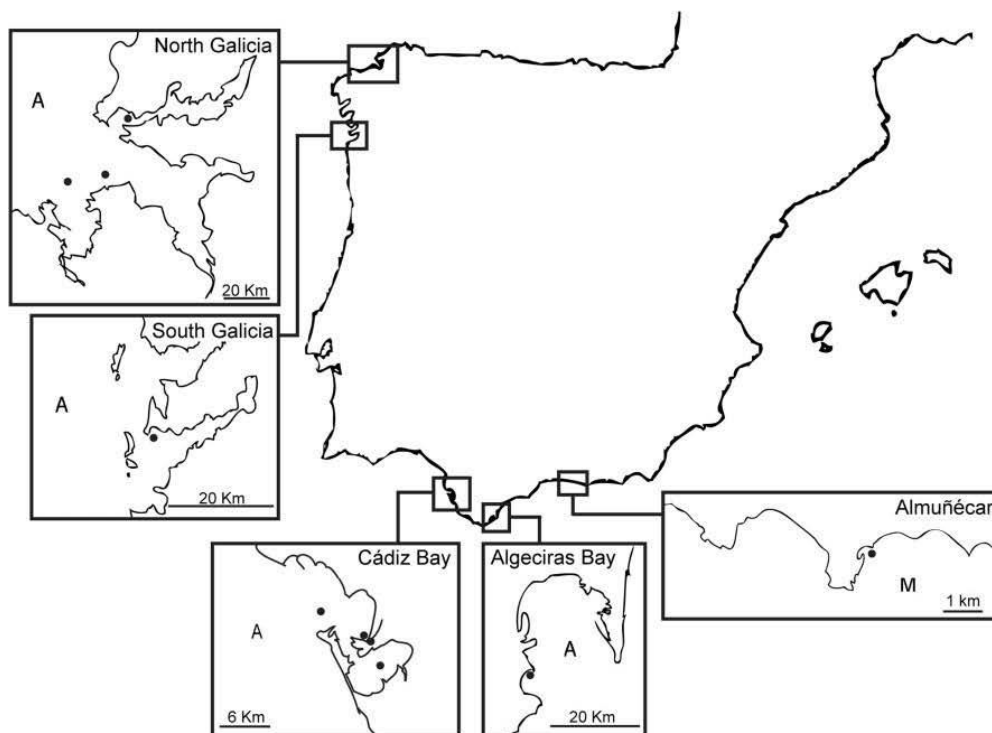 North Galicia
A
20 Km
South Galicia
A
20 Km
Cádiz Bay
A
6 Km
Algeciras Bay
A
20 Km
Almuñécar
M
1 km